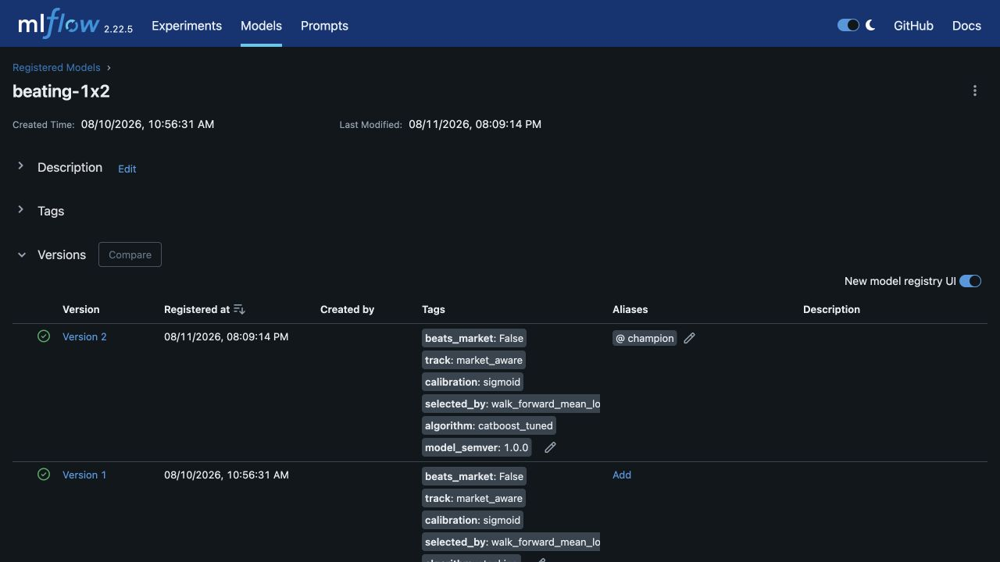 mlflow 2.22.5 Experiments Models Prompts GitHub Docs
Registered Models ›
beating-1x2
Created Time: 08/10/2026, 10:56:31 AM Last Modified: 08/11/2026, 08:09:14 PM
Description Edit
Tags
Versions Compare
New model registry UI
Version Registered at Created by Tags Aliases Description
Version 2 08/11/2026, 08:09:14 PM beats_market: False @ champion
track: market_aware
calibration: sigmoid
selected_by: walk_forward_mean_lo
algorithm: catboost_tuned
model_semver: 1.0.0
Version 1 08/10/2026, 10:56:31 AM beats_market: False Add
track: market_aware
calibration: sigmoid
selected_by: walk_forward_mean_lo